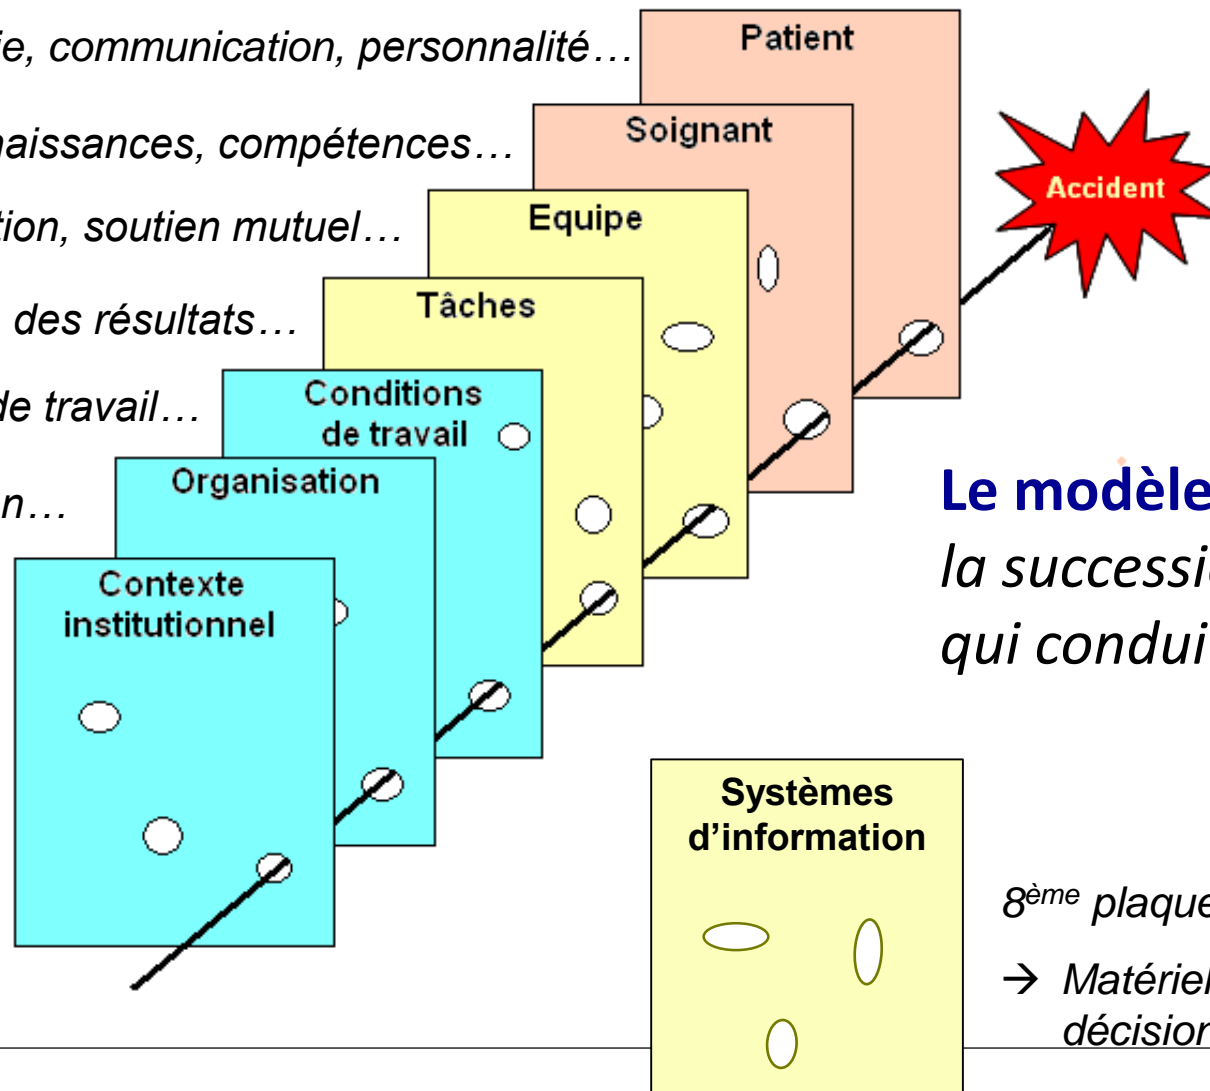 ie, communication, personnalité…
Patient
naissances, compétences…
Soignant
Accident
tion, soutien mutuel…
Equipe
des résultats…
Tâches
de travail…
Conditions
de travail
n…
Organisation
Contexte
institutionnel
Le modèle
la successi
qui condui
Systèmes
d’information
8ème plaque
→ Matériel
décision